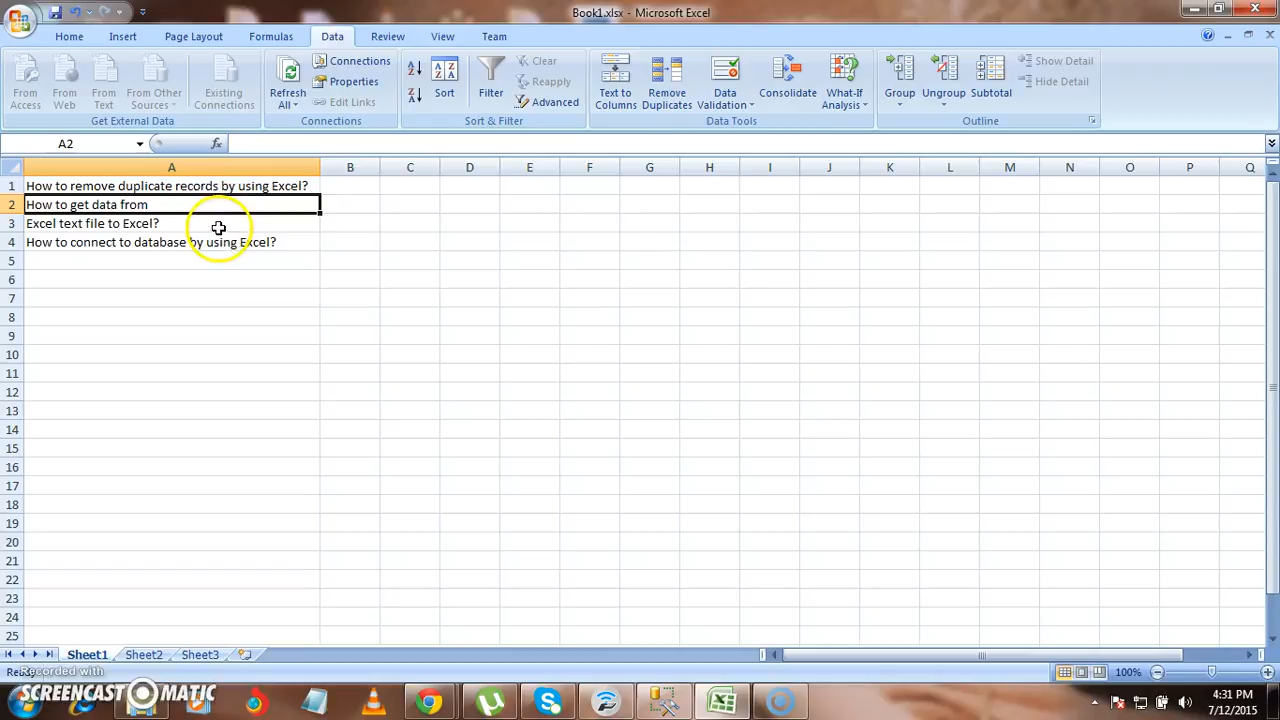 Book1.xlsx - Microsoft Excel
Home Insert Page Layout Formulas Data Review View Team
From Access
From Web
From Text
From Other Sources
Existing Connections
Get External Data
Refresh All
Connections
Properties
Edit Links
Connections
Sort
Filter
Clear
Reapply
Advanced
Sort & Filter
Text to Columns
Remove Duplicates
Data Validation
Consolidate
What-If Analysis
Data Tools
Group
Ungroup
Subtotal
Show Detail
Hide Detail
Outline
A2 fx
A B C D E F G H I J K L M N O P Q
1 How to remove duplicate records by using Excel?
2 How to get data from
3 Excel text file to Excel?
4 How to connect to database by using Excel?
5
6
7
8
9
10
11
12
13
14
15
16
17
18
19
20
21
22
23
24
25
Sheet1 Sheet2 Sheet3
Recorded with
SCREENCAST MATIC
100%
4:31 PM
7/12/2015